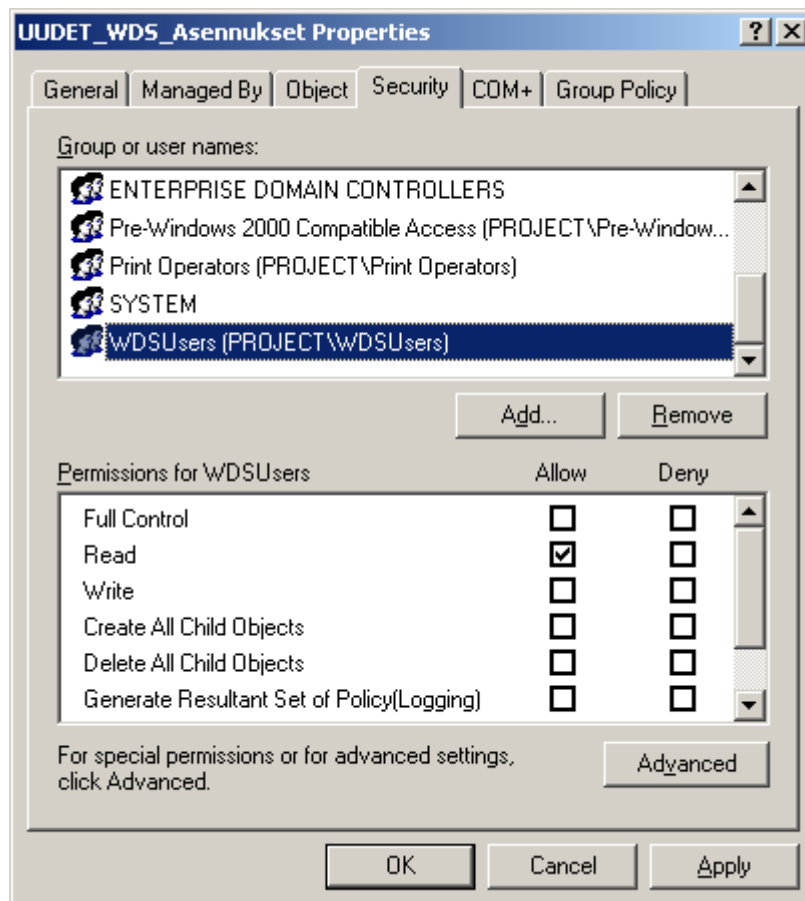 UUDET_WDS_Asennukset Properties
General Managed By Object Security COM+ Group Policy
Group or user names:
ENTERPRISE DOMAIN CONTROLLERS
Pre-Windows 2000 Compatible Access (PROJECT\Pre-Window...
Print Operators (PROJECT\Print Operators)
SYSTEM
WDSUsers (PROJECT\WDSUsers)
Add... Remove
Permissions for WDSUsers Allow Deny
Full Control
Read
Write
Create All Child Objects
Delete All Child Objects
Generate Resultant Set of Policy(Logging)
For special permissions or for advanced settings,
click Advanced.
Advanced
OK Cancel Apply